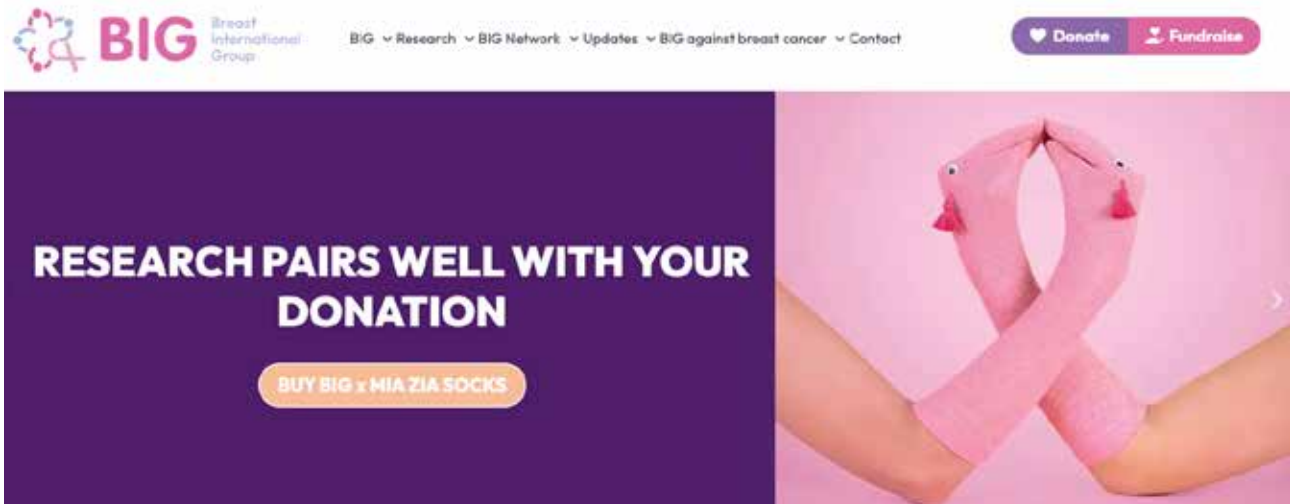 BIG
Breast
International
Group
BIG Research BIG Network Updates BIG against breast cancer Contact
Donate Fundraise
RESEARCH PAIRS WELL WITH YOUR
DONATION
BUY BIG x MIA ZIA SOCKS